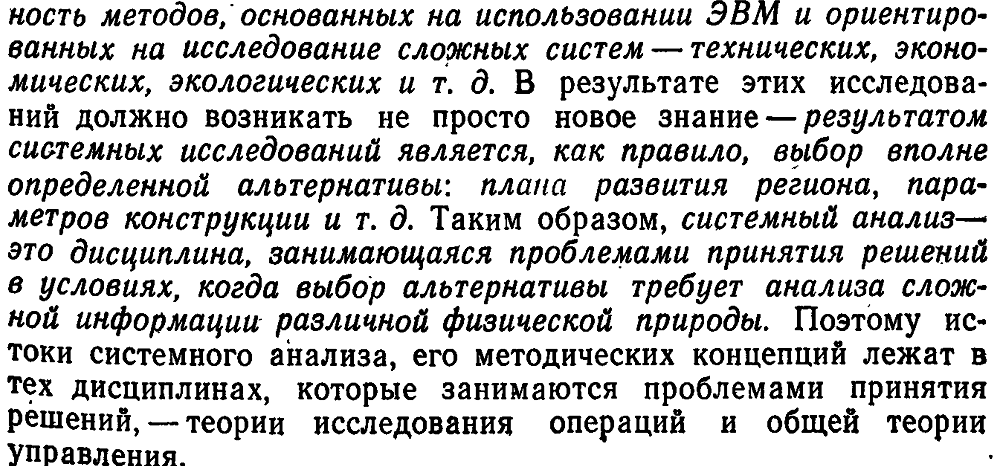 ность методов, основанных на использовании ЭВМ и ориентиро-
ванных на исследование сложных систем — технических, эконо-
мических, экологических и т. д. В результате этих исследова-
ний должно возникать не просто новое знание — результатом
системных исследований является, как правило, выбор вполне
определенной альтернативы: плана развития региона, пара-
метров конструкции и т. д. Таким образом, системный анализ—
это дисциплина, занимающаяся проблемами принятия решений
в условиях, когда выбор альтернативы требует анализа слож-
ной информации различной физической природы. Поэтому ис-
токи системного анализа, его методических концепций лежат в
тех дисциплинах, которые занимаются проблемами принятия
решений, — теории исследования операций и общей теории
управления.